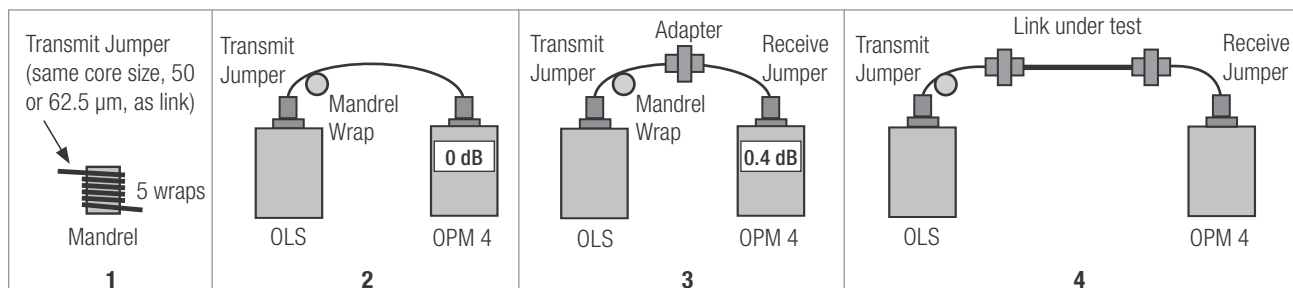 Transmit Jumper
(same core size, 50
or 62.5 µm, as link)
5 wraps
Mandrel
1
Transmit
Jumper
Mandrel
Wrap
0 dB
OLS
OPM 4
2
Transmit
Jumper
Adapter
Receive
Jumper
Mandrel
Wrap
0.4 dB
OLS
OPM 4
3
Link under test
Transmit
Jumper
Receive
Jumper
OLS
OPM 4
4